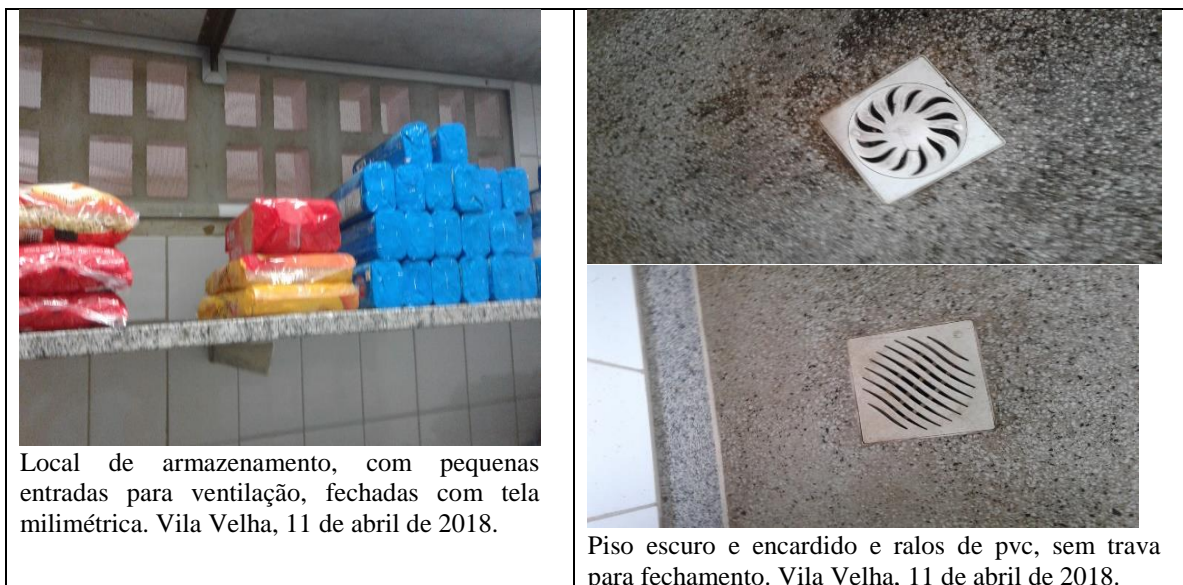 Local de armazenamento, com pequenas
entradas para ventilação, fechadas com tela
milimétrica. Vila Velha, 11 de abril de 2018.
Piso escuro e encardido e ralos de pvc, sem trava
para fechamento. Vila Velha, 11 de abril de 2018.